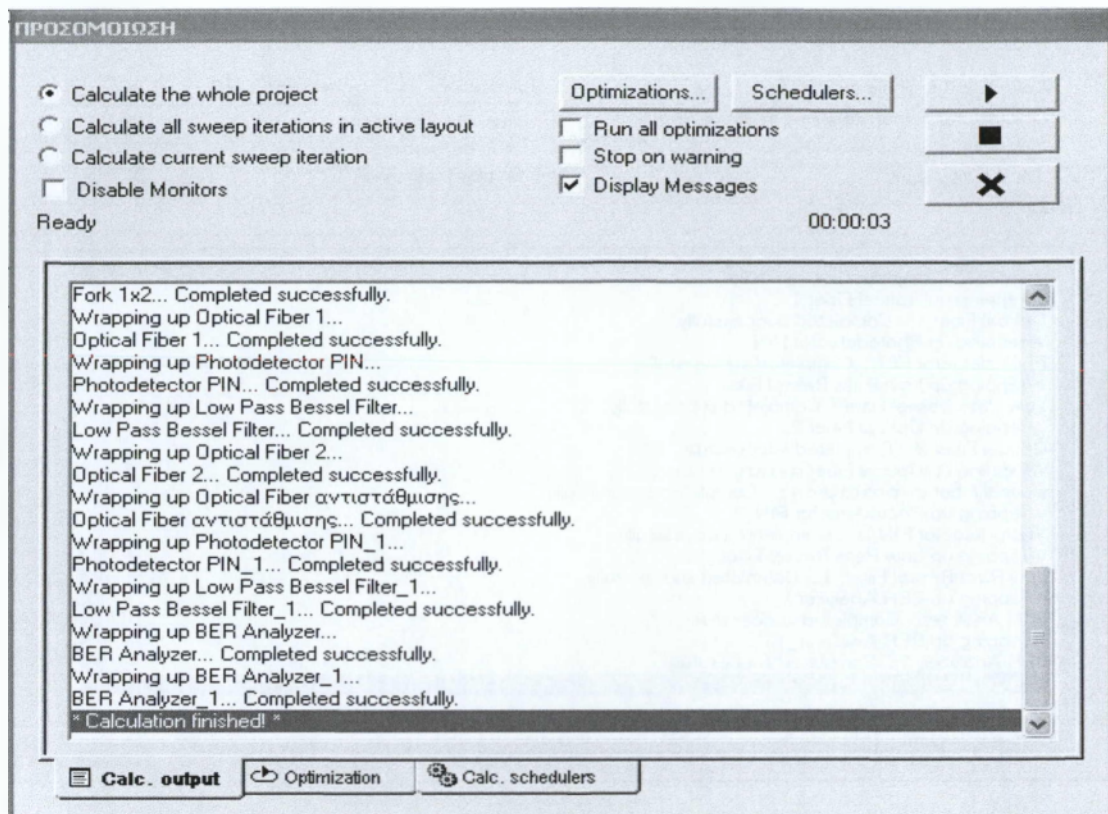 ΠΡΟΣΟΜΟΙΩΣΗ
Calculate the whole project
Calculate all sweep iterations in active layout
Calculate current sweep iteration
Disable Monitors
Optimizations...
Schedulers...
Run all optimizations
Stop on warning
Display Messages
Ready
00:00:03
Fork 1x2... Completed successfully.
Wrapping up Optical Fiber 1...
Optical Fiber 1... Completed successfully.
Wrapping up Photodetector PIN...
Photodetector PIN... Completed successfully.
Wrapping up Low Pass Bessel Filter...
Low Pass Bessel Filter... Completed successfully.
Wrapping up Optical Fiber 2...
Optical Fiber 2... Completed successfully.
Wrapping up Optical Fiber αντιστάθμισης...
Optical Fiber αντιστάθμισης... Completed successfully.
Wrapping up Photodetector PIN_1...
Photodetector PIN_1... Completed successfully.
Wrapping up Low Pass Bessel Filter_1...
Low Pass Bessel Filter_1... Completed successfully.
Wrapping up BER Analyzer...
BER Analyzer... Completed successfully.
Wrapping up BER Analyzer_1...
BER Analyzer_1... Completed successfully.
* Calculation finished! *
Calc. output
Optimization
Calc. schedulers